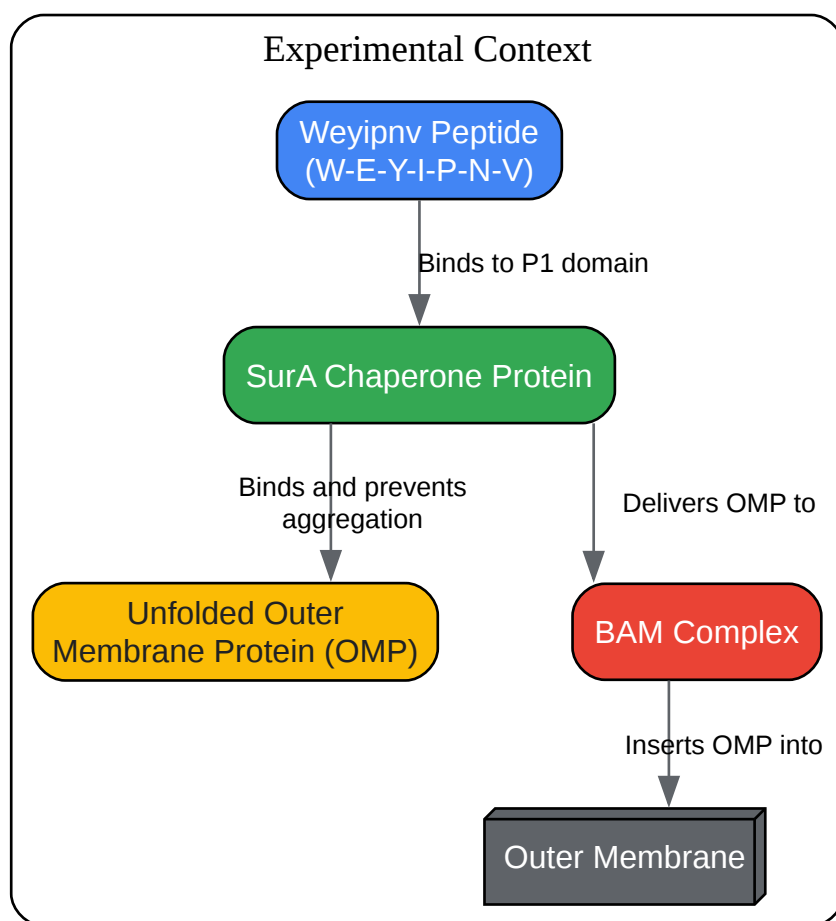 Experimental Context
Weyipnv Peptide
(W-E-Y-I-P-N-V)
Binds to P1 domain
SurA Chaperone Protein
Binds and prevents
aggregation
Delivers OMP to
Unfolded Outer
Membrane Protein (OMP)
BAM Complex
Inserts OMP into
Outer Membrane